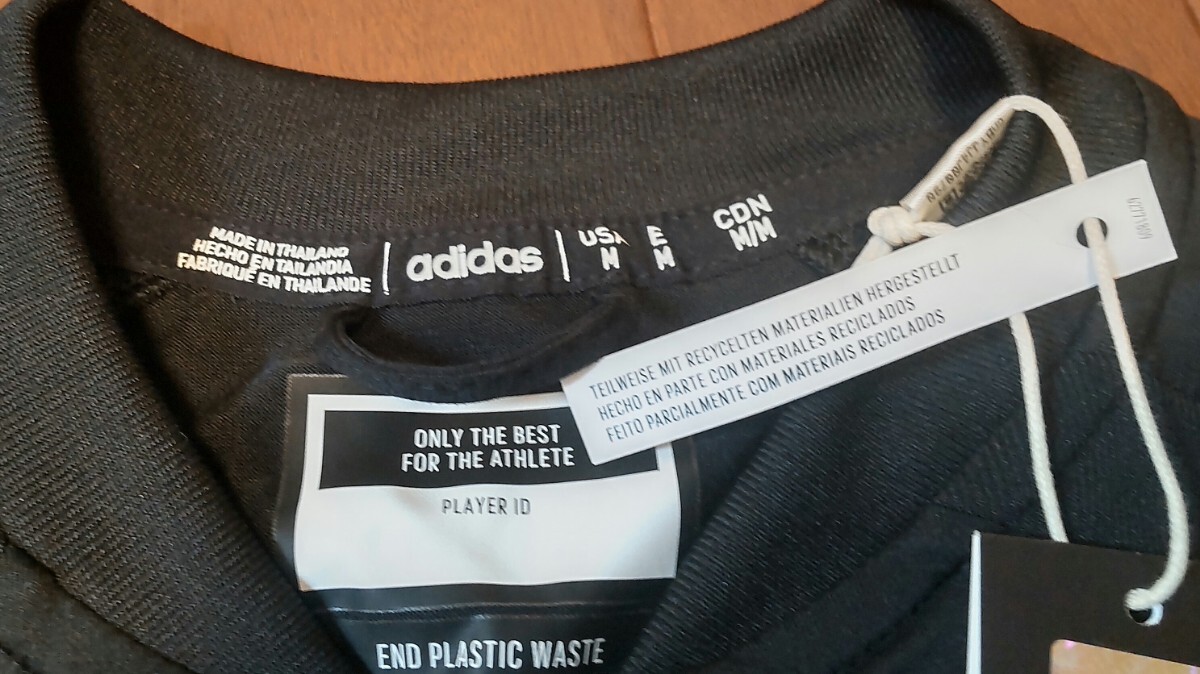 MADE IN THAILAND
HECHO EN TAILANDIA
FABRIQUÉ EN THAILANDE
adidas
USA
M
E
M
CDN
M/M
TEILWEISE MIT RECYCELTEN MATERIALIEN HERGESTELLT
HECHO EN PARTE CON MATERIALES RECICLADOS
FEITO PARCIALMENTE COM MATERIAIS RECICLADOS
ONLY THE BEST
FOR THE ATHLETE
PLAYER ID
END PLASTIC WASTE